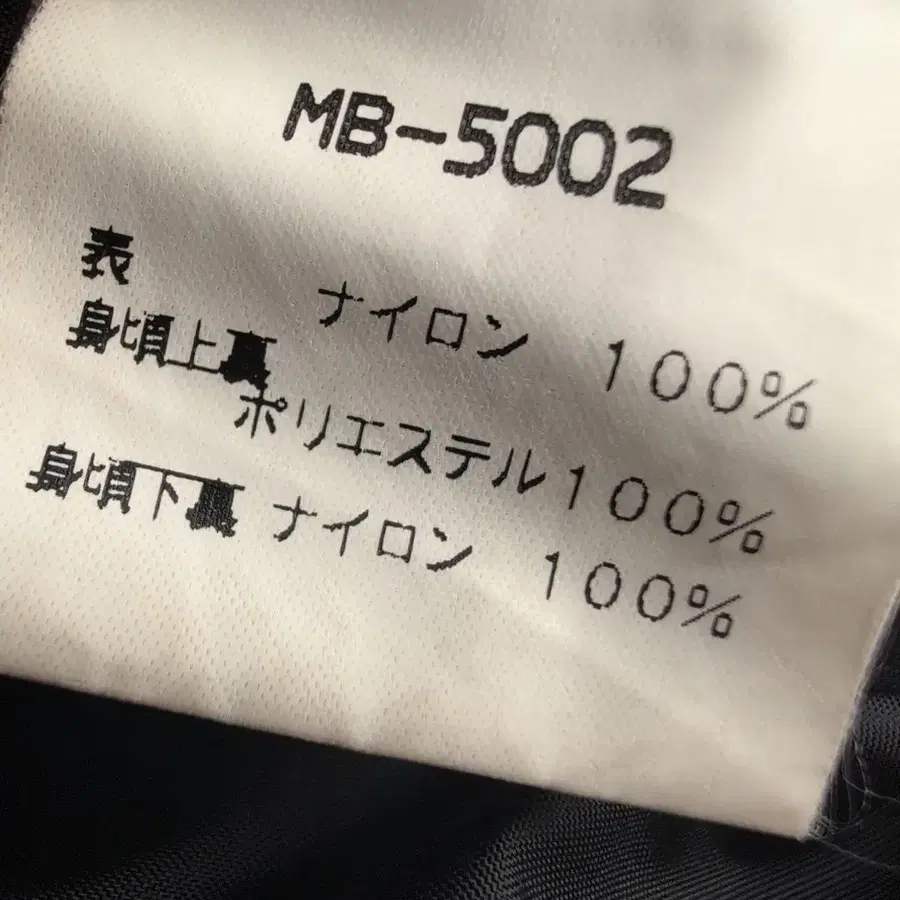 MB-5002
表 ナイロン 100%
身頃上裏
ポリエステル100%
身頃下裏 ナイロン 100%